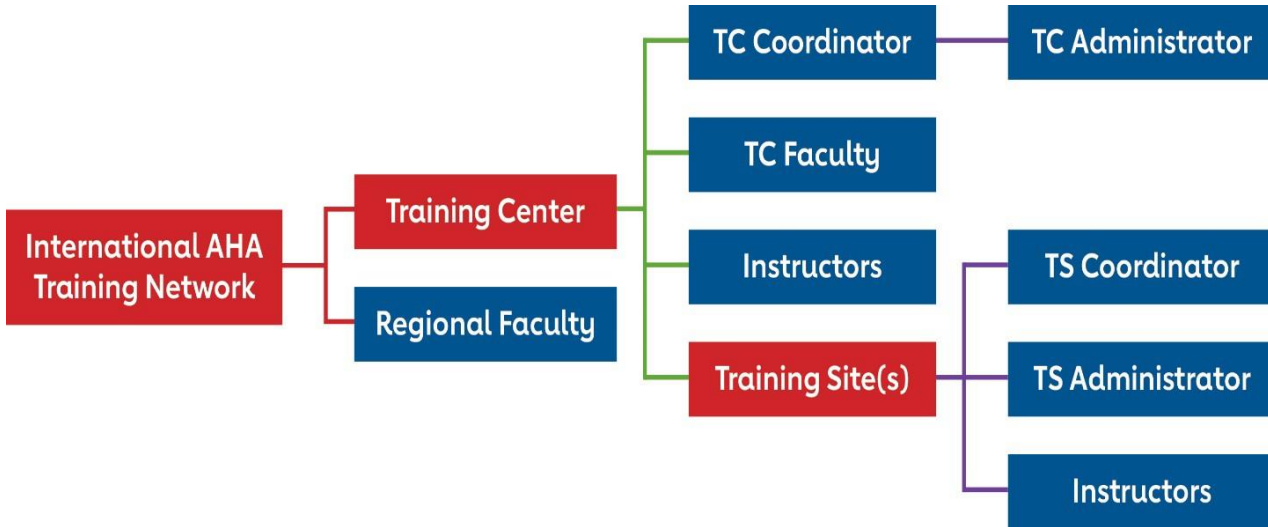 International AHA
Training Network
Training Center
Regional Faculty
TC Coordinator
TC Faculty
Instructors
Training Site(s)
TC Administrator
TS Coordinator
TS Administrator
Instructors